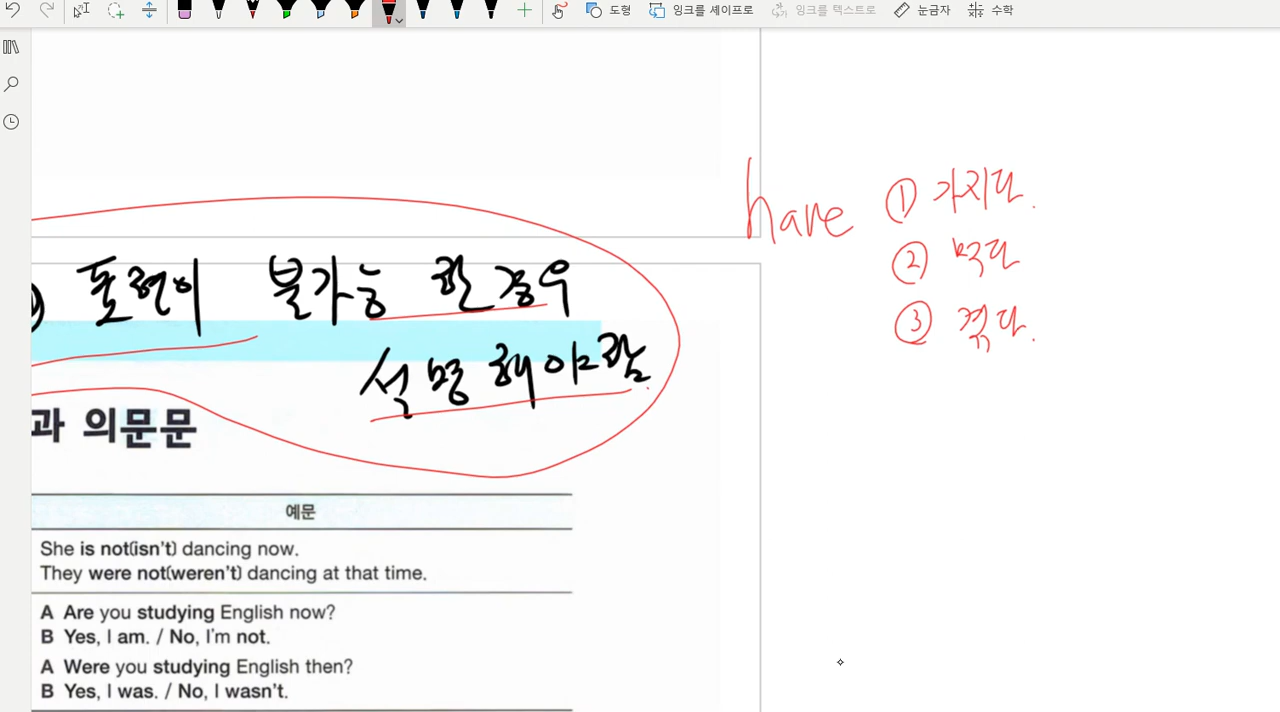 도형 잉크를 셰이프로 잉크를 텍스트로 눈금자 수학
have ① 가지다.
② 먹다
③ 겪다.
표현이 불가능 한 경우
설명 해야함.
과 의문문
예문
She is not(isn't) dancing now.
They were not(weren't) dancing at that time.
A Are you studying English now?
B Yes, I am. / No, I'm not.
A Were you studying English then?
B Yes, I was. / No, I wasn't.